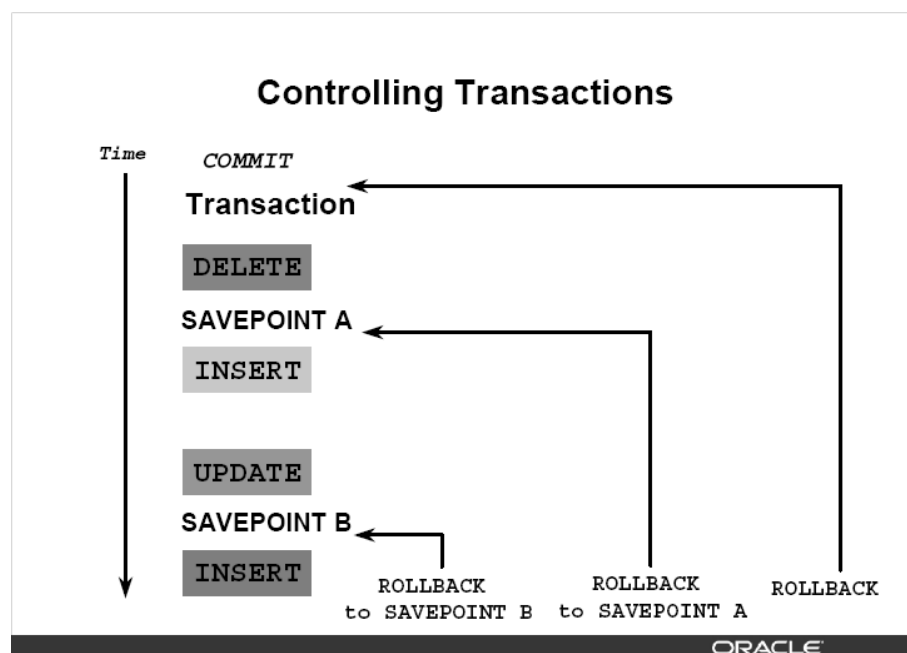 Controlling Transactions
Time
COMMIT
Transaction
DELETE
SAVEPOINT A
INSERT
UPDATE
SAVEPOINT B
INSERT
ROLLBACK
to SAVEPOINT B
ROLLBACK
to SAVEPOINT A
ROLLBACK
ORACLE